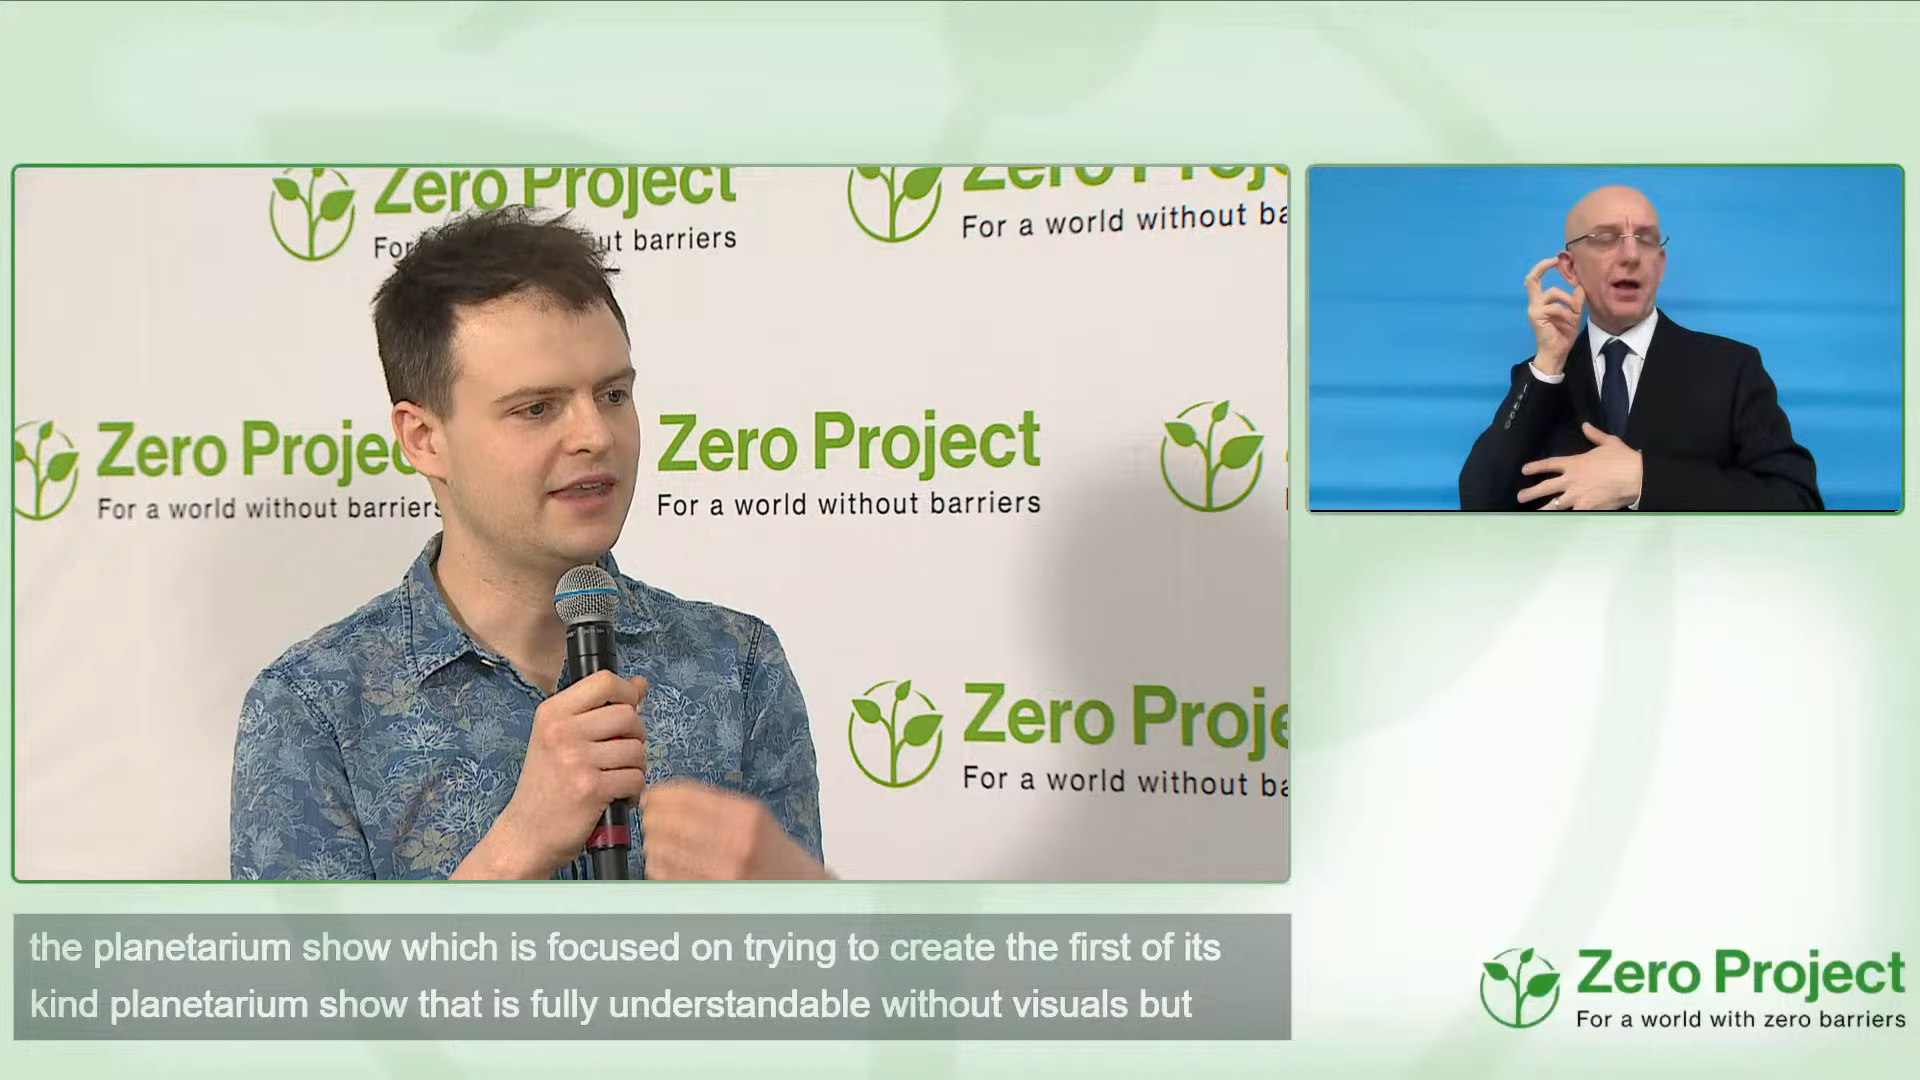 Zero Project
For ut barriers
Zero Proj
For a world without ba
Zero Projec
For a world without barriers
Zero Project
For a world without barriers
Zero Proje
For a world without ba
the planetarium show which is focused on trying to create the first of its
kind planetarium show that is fully understandable without visuals but
Zero Project
For a world with zero barriers